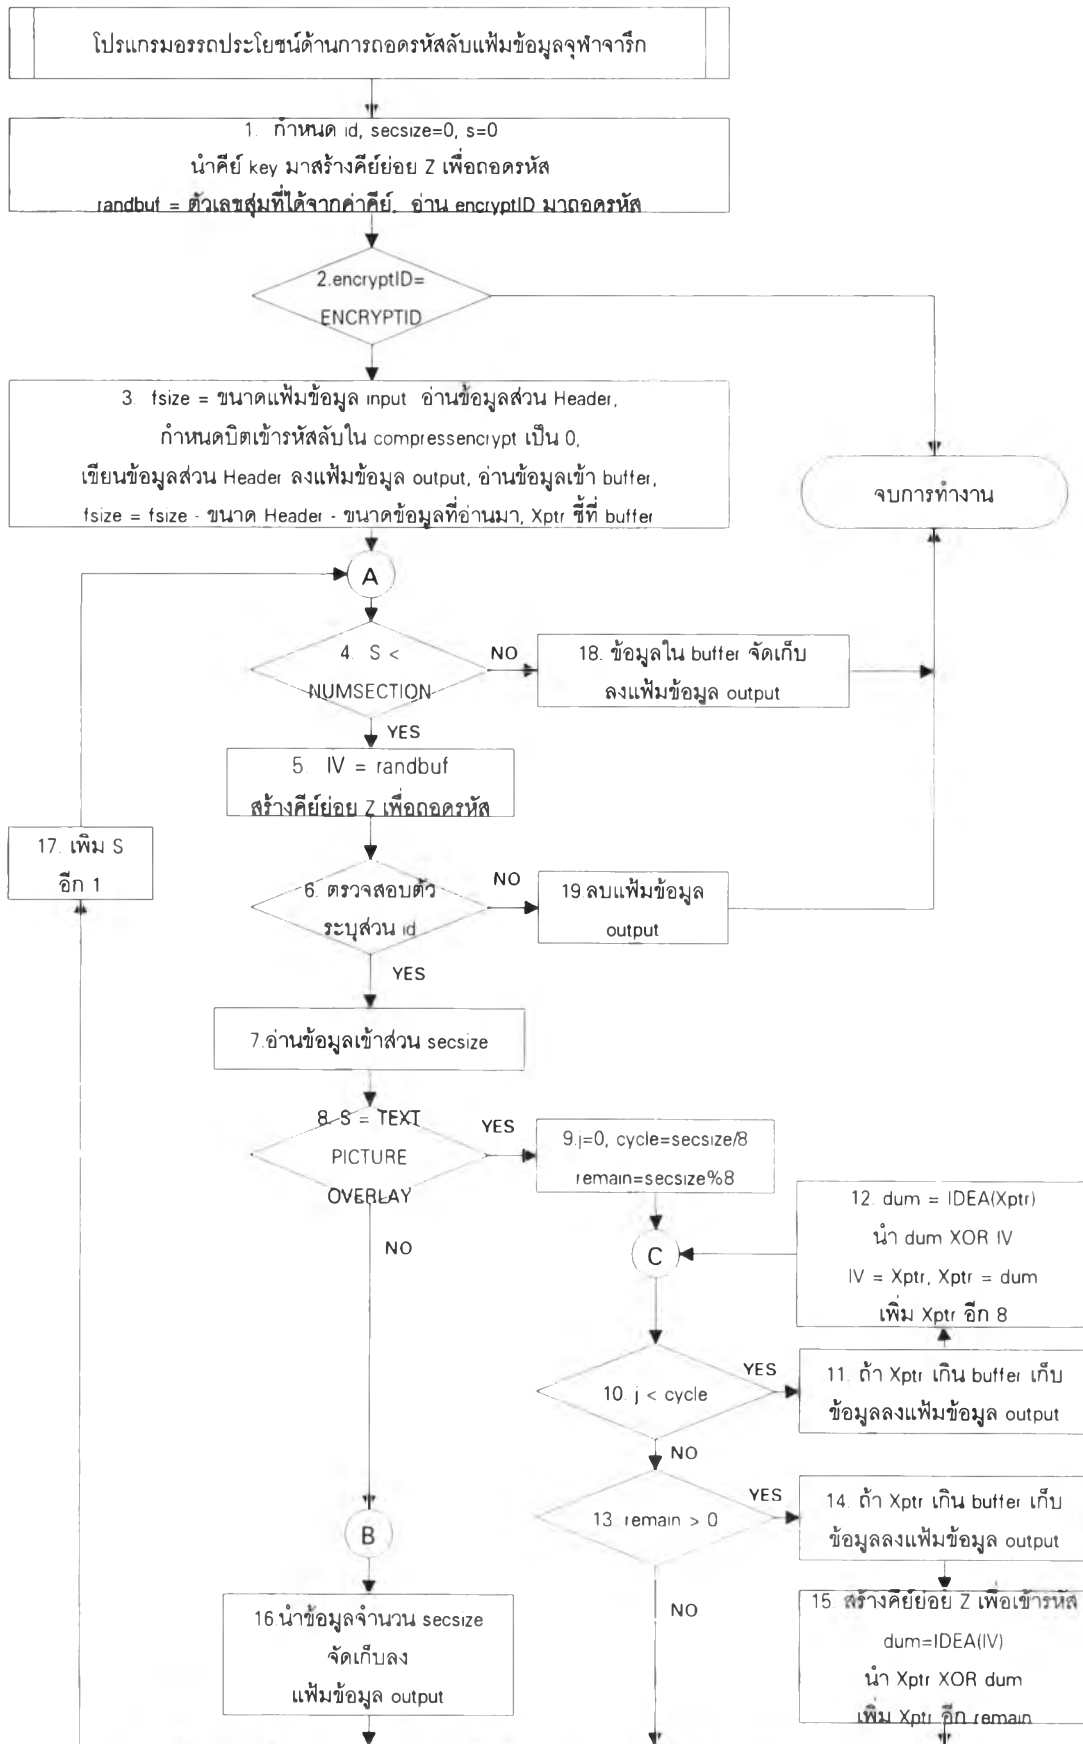 โปรแกรมอรรถประโยชน์ด้านการถอดรหัสลับแฟ้มข้อมูลจุฬาจารึก
1. กำหนด id, secsize=0, s=0
นำคีย์ key มาสร้างคีย์ย่อย Z เพื่อถอดรหัส
randbuf = ตัวเลขสุ่มที่ได้จากค่าคีย์. อ่าน encryptID มาถอดรหัส
2.encryptID=
ENCRYPTID
3. fsize = ขนาดแฟ้มข้อมูล input อ่านข้อมูลส่วน Header,
กำหนดบิตเข้ารหัสลับใน compressencrypt เป็น 0,
เขียนข้อมูลส่วน Header ลงแฟ้มข้อมูล output, อ่านข้อมูลเข้า buffer,
fsize = fsize - ขนาด Header - ขนาดข้อมูลที่อ่านมา, Xptr ชี้ที่ buffer
จบการทำงาน
A
4. S <
NUMSECTION
NO
18. ข้อมูลใน buffer จัดเก็บ
ลงแฟ้มข้อมูล output
YES
5. IV = randbuf
สร้างคีย์ย่อย Z เพื่อถอดรหัส
17. เพิ่ม S
อีก 1
6. ตรวจสอบตัว
ระบุส่วน id
NO
19.ลบแฟ้มข้อมูล
output
YES
7.อ่านข้อมูลเข้าส่วน secsize
8. S = TEXT
PICTURE
OVERLAY
YES
9.j=0, cycle=secsize/8
remain=secsize%8
NO
C
12. dum = IDEA(Xptr)
นำ dum XOR IV
IV = Xptr, Xptr = dum
เพิ่ม Xptr อีก 8
10. j < cycle
YES
11. ถ้า Xptr เกิน buffer เก็บ
ข้อมูลลงแฟ้มข้อมูล output
NO
13. remain > 0
YES
14. ถ้า Xptr เกิน buffer เก็บ
ข้อมูลลงแฟ้มข้อมูล output
B
NO
16.นำข้อมูลจำนวน secsize
จัดเก็บลง
แฟ้มข้อมูล output
15. สร้างคีย์ย่อย Z เพื่อเข้ารหัส
dum=IDEA(IV)
นำ Xptr XOR dum
เพิ่ม Xptr อีก remain